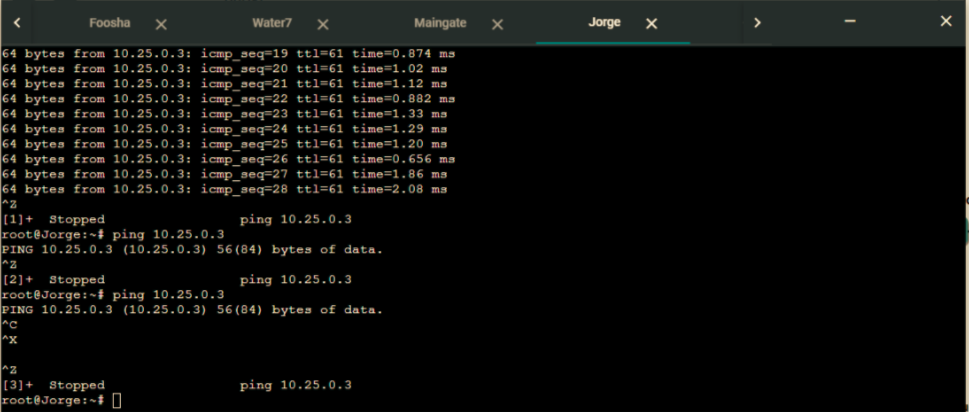 Foosha Water7 Maingate Jorge
64 bytes from 10.25.0.3: icmp_seq=19 ttl=61 time=0.874 ms
64 bytes from 10.25.0.3: icmp_seq=20 ttl=61 time=1.02 ms
64 bytes from 10.25.0.3: icmp_seq=21 ttl=61 time=1.12 ms
64 bytes from 10.25.0.3: icmp_seq=22 ttl=61 time=0.882 ms
64 bytes from 10.25.0.3: icmp_seq=23 ttl=61 time=1.33 ms
64 bytes from 10.25.0.3: icmp_seq=24 ttl=61 time=1.29 ms
64 bytes from 10.25.0.3: icmp_seq=25 ttl=61 time=1.20 ms
64 bytes from 10.25.0.3: icmp_seq=26 ttl=61 time=0.656 ms
64 bytes from 10.25.0.3: icmp_seq=27 ttl=61 time=1.86 ms
64 bytes from 10.25.0.3: icmp_seq=28 ttl=61 time=2.08 ms
^Z
[1]+  Stopped                 ping 10.25.0.3
root@Jorge:~# ping 10.25.0.3
PING 10.25.0.3 (10.25.0.3) 56(84) bytes of data.
^Z
[2]+  Stopped                 ping 10.25.0.3
root@Jorge:~# ping 10.25.0.3
PING 10.25.0.3 (10.25.0.3) 56(84) bytes of data.
^C
^X
^Z
[3]+  Stopped                 ping 10.25.0.3
root@Jorge:~#